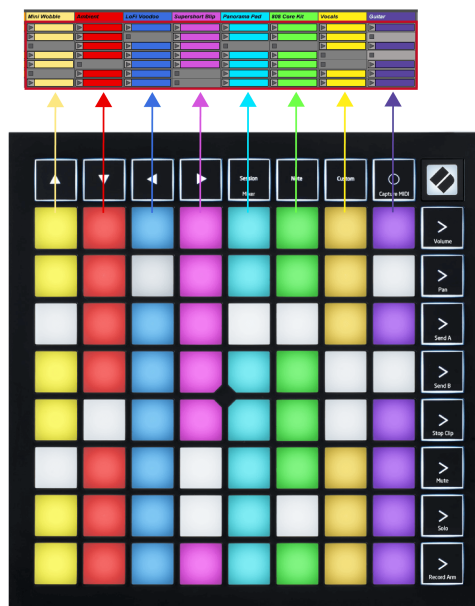 Mini Wobble Ambient LoFi Voodoo Supershort Blip Panorama Pad 808 Core Kit Vocals Guitar
Session Note Custom
Mixer Capture MIDI
Volume
Pan
Send A
Send B
Stop Clip
Mute
Solo
Record Arm